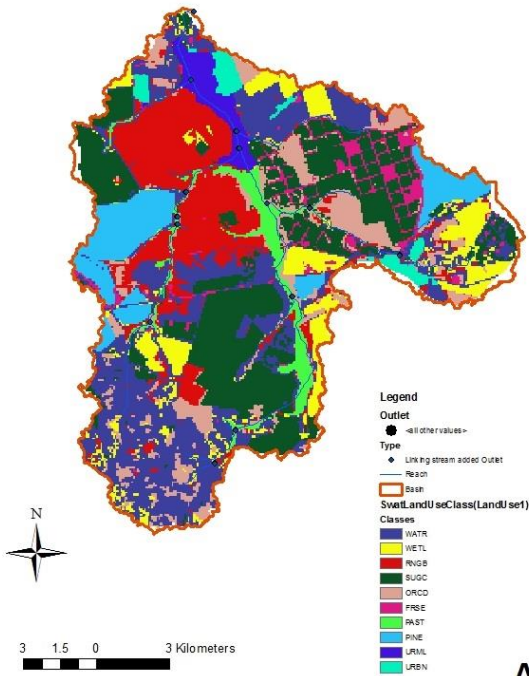 Legend
Outlet
<all other values>
Type
Linking stream added Outlet
Reach
Basin
SwatLandUseClass(LandUse1)
Classes
WATR
WETL
RNGB
SUGC
ORCD
FRSE
PAST
PINE
URML
URBN
N
3 1.5 0 3 Kilometers
A